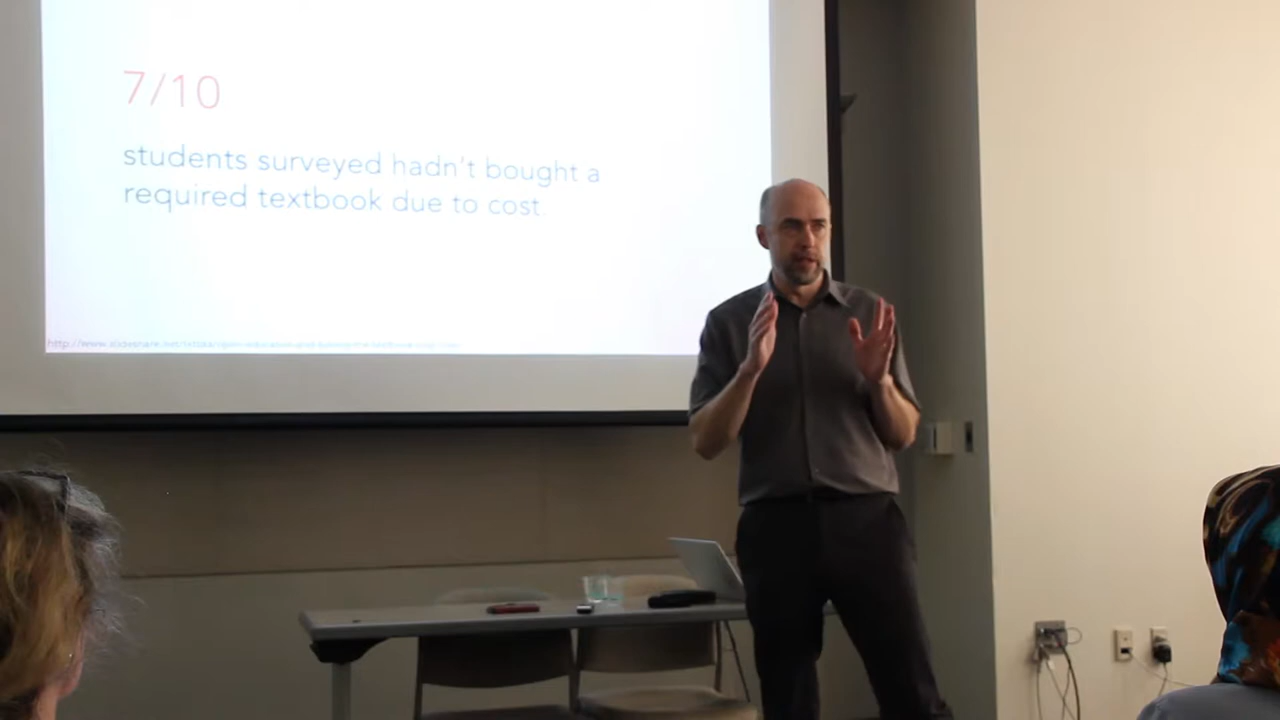 7/10
students surveyed hadn't bought a
required textbook due to cost.